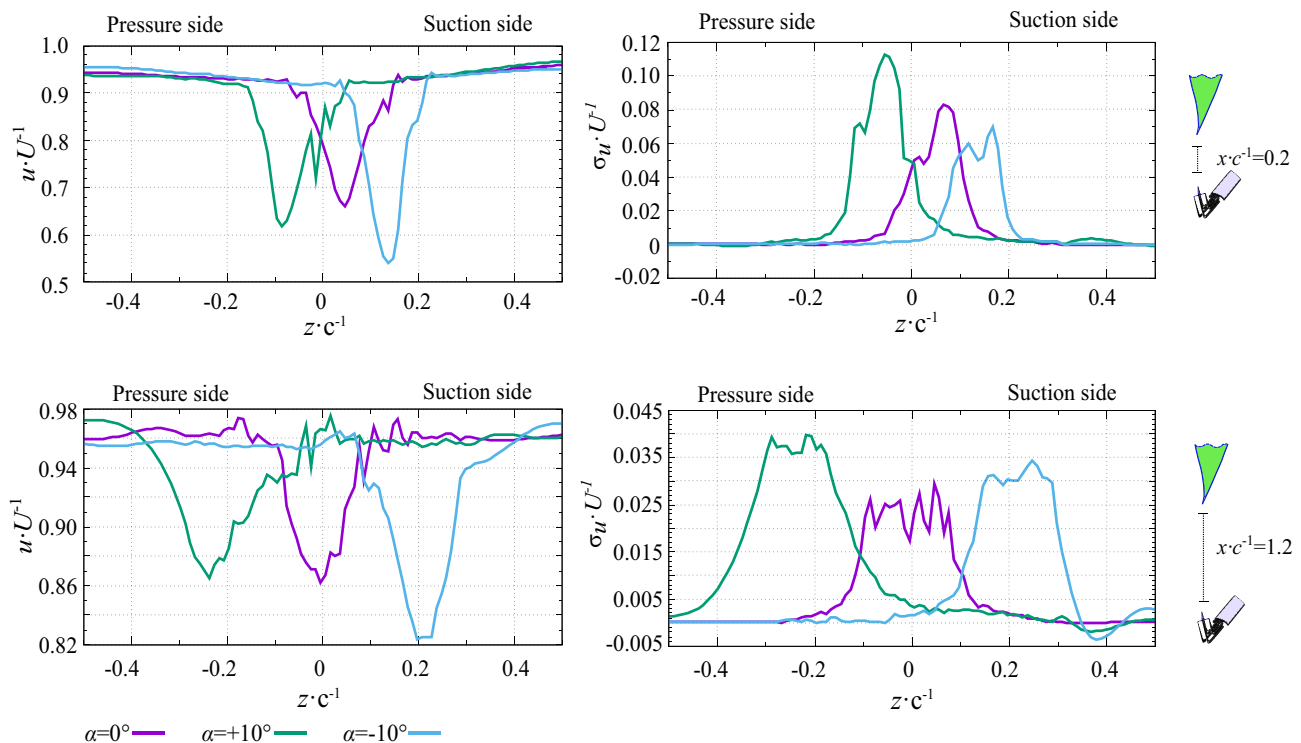 Pressure side Suction side
1.0
0.9
0.8
0.7
0.6
0.5
u·U⁻¹
-0.4 -0.2 0 0.2 0.4
z·c⁻¹
Pressure side Suction side
0.12
0.10
0.08
0.06
0.04
0.02
0
-0.02
σu·U⁻¹
-0.4 -0.2 0 0.2 0.4
z·c⁻¹
x·c⁻¹=0.2
Pressure side Suction side
0.98
0.94
0.90
0.86
0.82
u·U⁻¹
-0.4 -0.2 0 0.2 0.4
z·c⁻¹
Pressure side Suction side
0.045
0.035
0.025
0.015
0.005
-0.005
σu·U⁻¹
-0.4 -0.2 0 0.2 0.4
z·c⁻¹
x·c⁻¹=1.2
α=0° α=+10° α=-10°